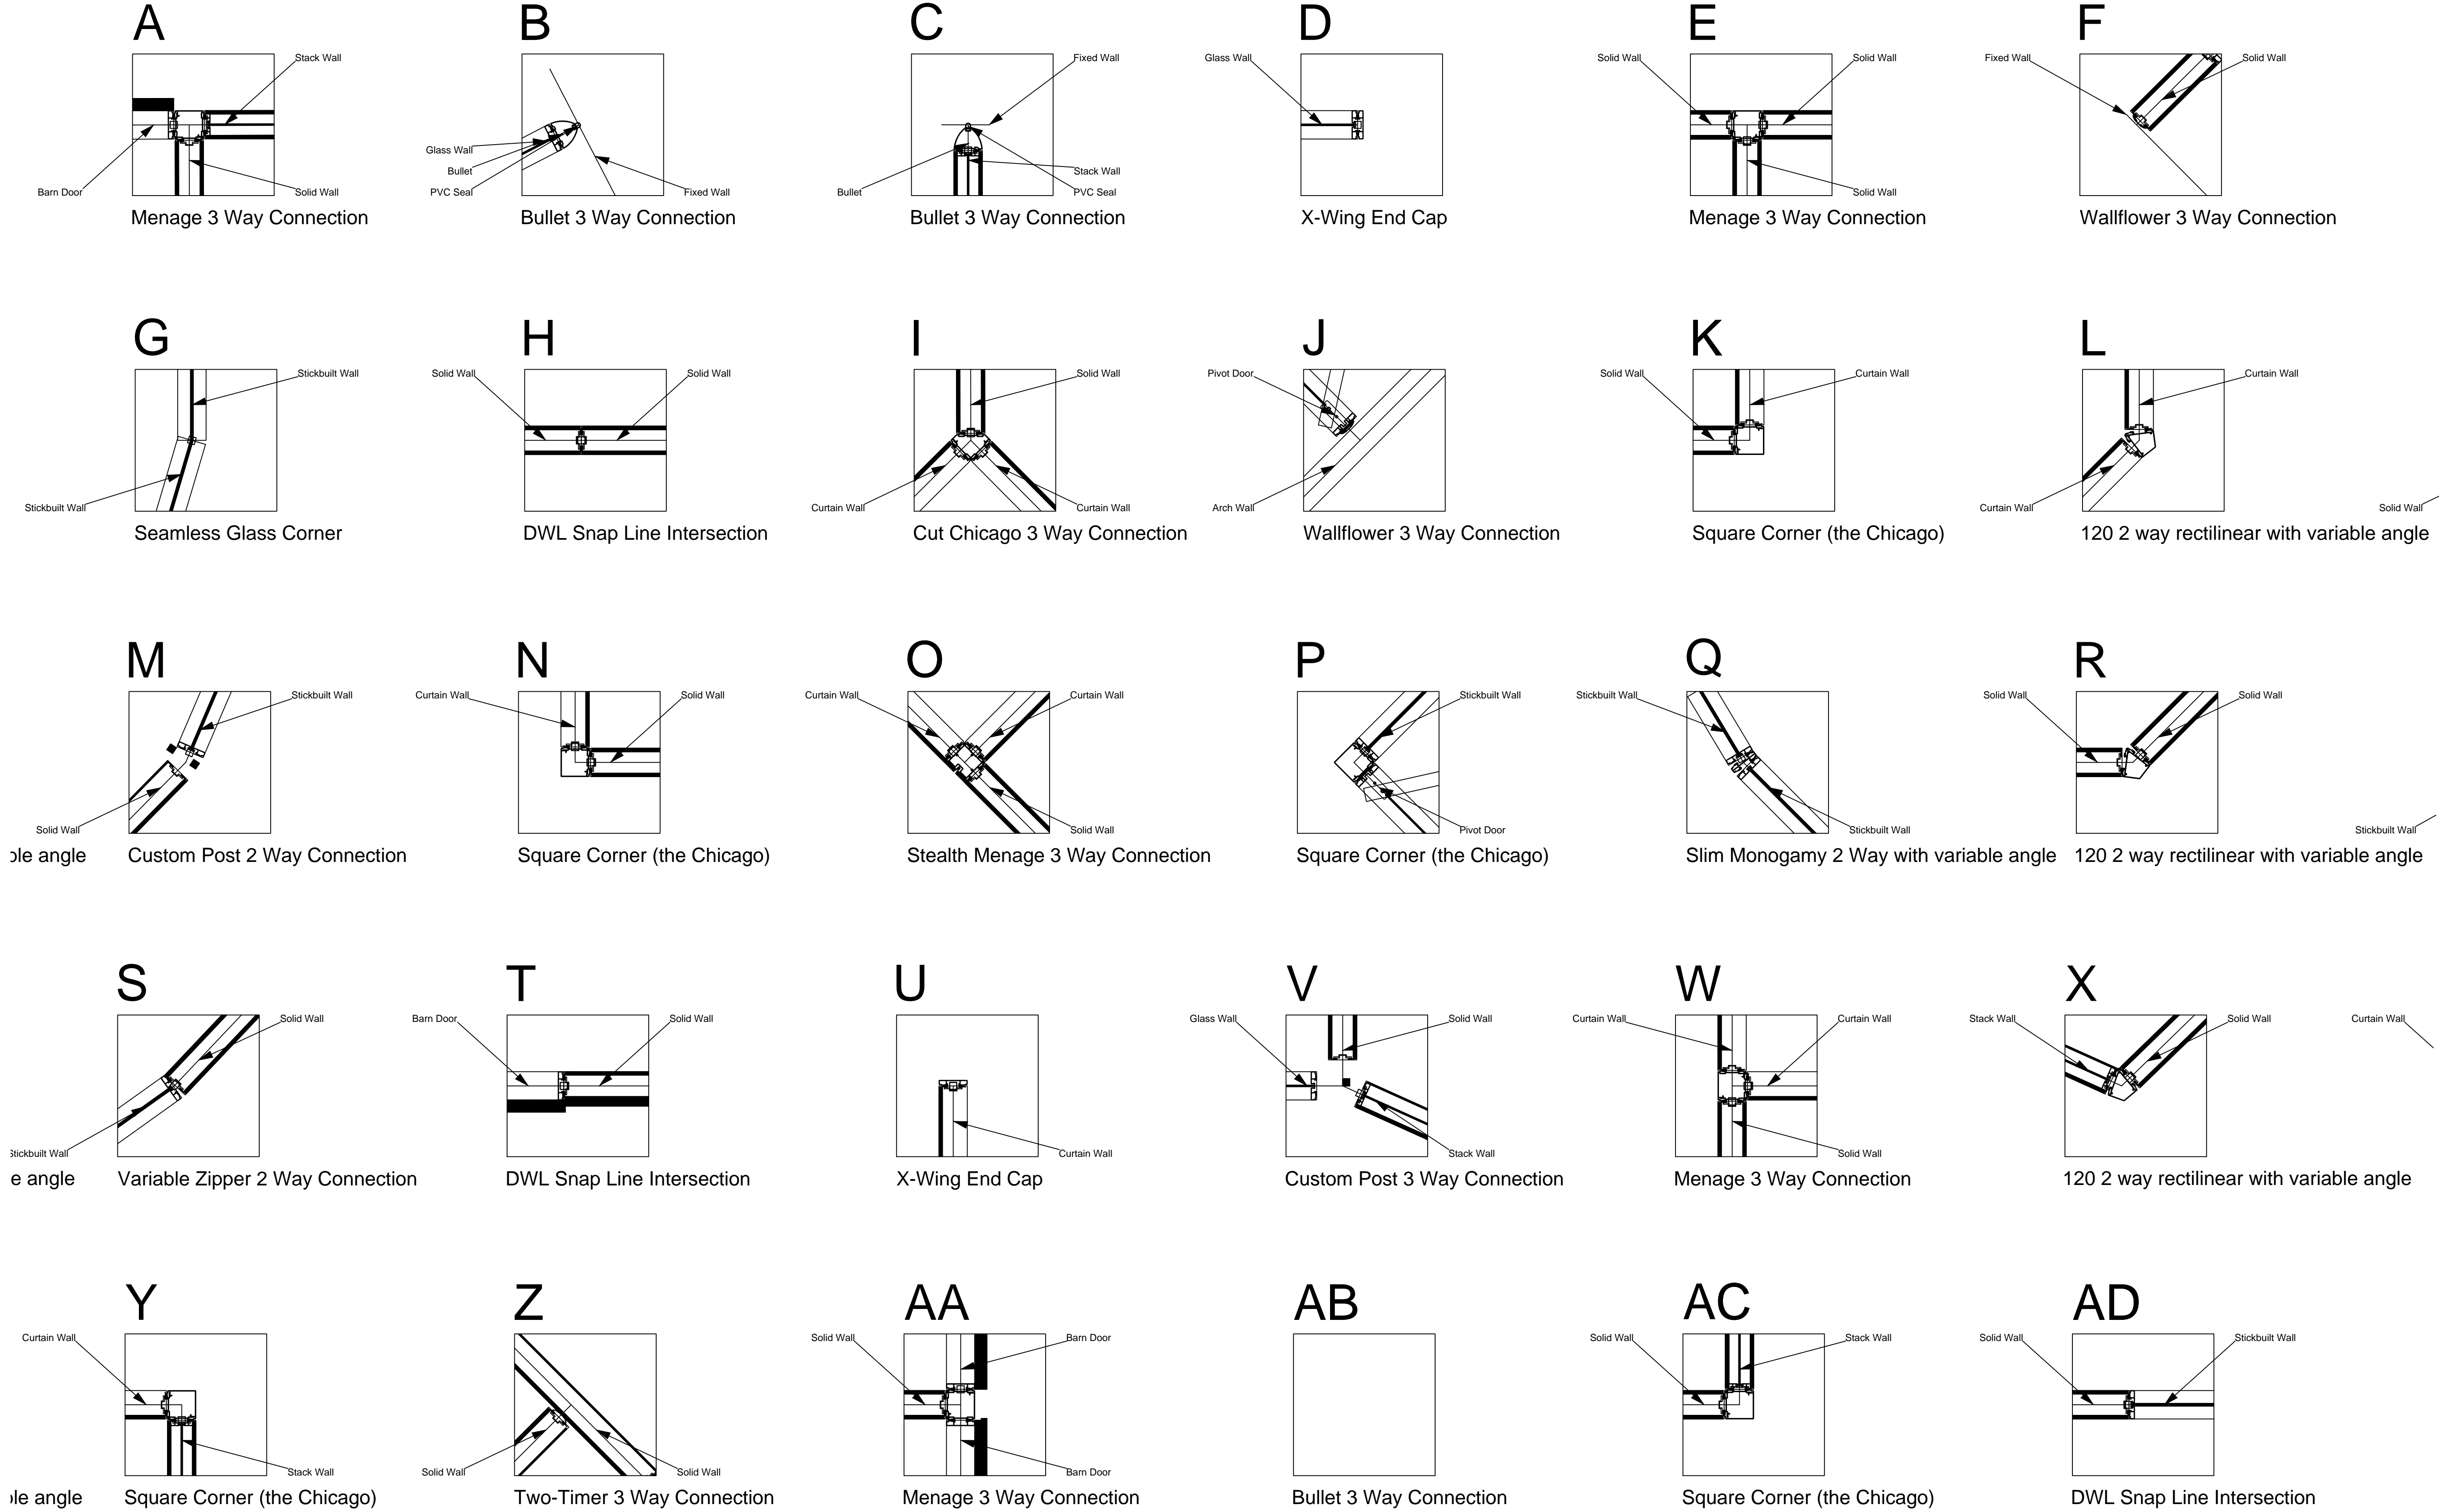 A B C D E F
Stack Wall
Barn Door
Solid Wall
Menage 3 Way Connection
Glass Wall
Bullet
PVC Seal
Fixed Wall
Bullet 3 Way Connection
Fixed Wall
Stack Wall
Bullet
PVC Seal
Bullet 3 Way Connection
Glass Wall
X-Wing End Cap
Solid Wall
Solid Wall
Solid Wall
Menage 3 Way Connection
Fixed Wall
Solid Wall
Wallflower 3 Way Connection
G H I J K L
Stickbuilt Wall
Stickbuilt Wall
Seamless Glass Corner
Solid Wall
Solid Wall
DWL Snap Line Intersection
Solid Wall
Curtain Wall
Curtain Wall
Cut Chicago 3 Way Connection
Pivot Door
Arch Wall
Wallflower 3 Way Connection
Solid Wall
Curtain Wall
Square Corner (the Chicago)
Curtain Wall
Curtain Wall
120 2 way rectilinear with variable angle
Solid Wall
M N O P Q R
Stickbuilt Wall
Solid Wall
ole angle
Custom Post 2 Way Connection
Curtain Wall
Solid Wall
Square Corner (the Chicago)
Curtain Wall
Curtain Wall
Solid Wall
Stealth Menage 3 Way Connection
Stickbuilt Wall
Pivot Door
Square Corner (the Chicago)
Stickbuilt Wall
Stickbuilt Wall
Slim Monogamy 2 Way with variable angle
Solid Wall
Solid Wall
120 2 way rectilinear with variable angle
Stickbuilt Wall
S T U V W X
Solid Wall
Stickbuilt Wall
e angle
Variable Zipper 2 Way Connection
Barn Door
Solid Wall
DWL Snap Line Intersection
Curtain Wall
X-Wing End Cap
Glass Wall
Solid Wall
Stack Wall
Custom Post 3 Way Connection
Curtain Wall
Curtain Wall
Solid Wall
Menage 3 Way Connection
Stack Wall
Solid Wall
120 2 way rectilinear with variable angle
Curtain Wall
Y Z AA AB AC AD
Curtain Wall
Stack Wall
ole angle
Square Corner (the Chicago)
Solid Wall
Solid Wall
Two-Timer 3 Way Connection
Solid Wall
Barn Door
Barn Door
Menage 3 Way Connection
Bullet 3 Way Connection
Solid Wall
Stack Wall
Square Corner (the Chicago)
Solid Wall
Stickbuilt Wall
DWL Snap Line Intersection